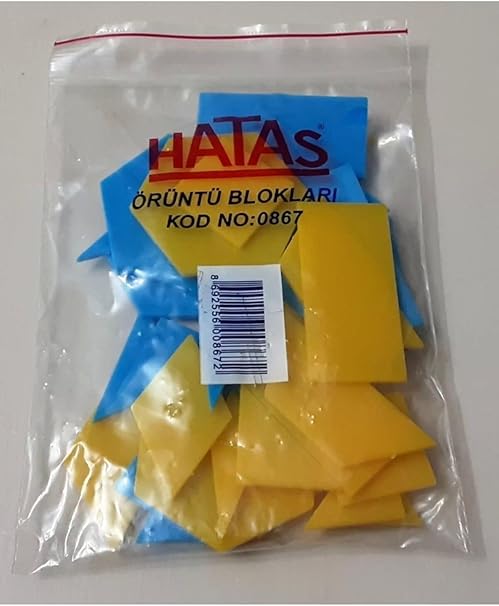 HATAS®
ÖRÜNTÜ BLOKLARI
KOD NO:0867
8692556008672